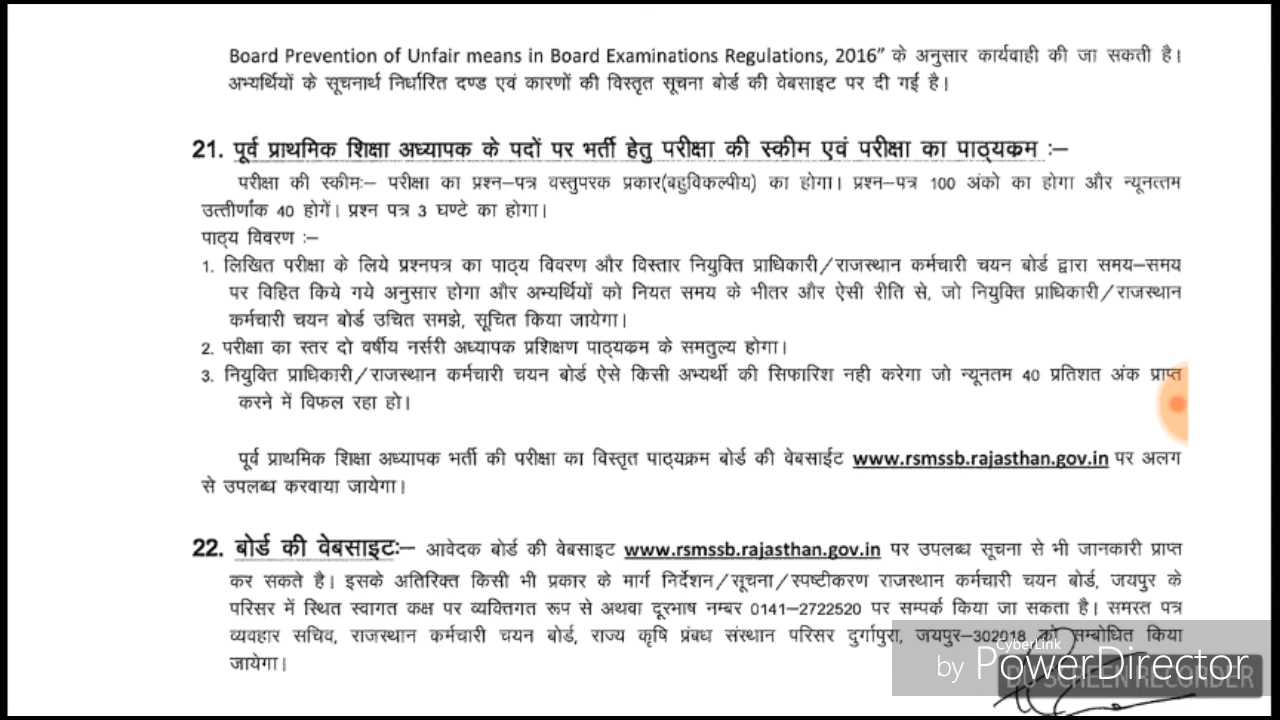 Board Prevention of Unfair means in Board Examinations Regulations, 2016” के अनुसार कार्यवाही की जा सकती है।
अभ्यर्थियों के सूचनार्थ निर्धारित दण्ड एवं कारणों की विस्तृत सूचना बोर्ड की वेबसाइट पर दी गई है।
21. पूर्व प्राथमिक शिक्षा अध्यापक के पदों पर भर्ती हेतु परीक्षा की स्कीम एवं परीक्षा का पाठ्यक्रम :–
परीक्षा की स्कीमः– परीक्षा का प्रश्न–पत्र वस्तुपरक प्रकार(बहुविकल्पीय) का होगा। प्रश्न–पत्र 100 अंको का होगा और न्यूनत्तम
उत्तीर्णांक 40 होगें। प्रश्न पत्र 3 घण्टे का होगा।
पाठ्य विवरण :–
1. लिखित परीक्षा के लिये प्रश्नपत्र का पाठ्य विवरण और विस्तार नियुक्ति प्राधिकारी/राजस्थान कर्मचारी चयन बोर्ड द्वारा समय–समय
पर विहित किये गये अनुसार होगा और अभ्यर्थियों को नियत समय के भीतर और ऐसी रीति से, जो नियुक्ति प्राधिकारी/राजस्थान
कर्मचारी चयन बोर्ड उचित समझे, सूचित किया जायेगा।
2. परीक्षा का स्तर दो वर्षीय नर्सरी अध्यापक प्रशिक्षण पाठ्यक्रम के समतुल्य होगा।
3. नियुक्ति प्राधिकारी/राजस्थान कर्मचारी चयन बोर्ड ऐसे किसी अभ्यर्थी की सिफारिश नही करेगा जो न्यूनतम 40 प्रतिशत अंक प्राप्त
करने में विफल रहा हो।
पूर्व प्राथमिक शिक्षा अध्यापक भर्ती की परीक्षा का विस्तृत पाठ्यक्रम बोर्ड की वेबसाईट www.rsmssb.rajasthan.gov.in पर अलग
से उपलब्ध करवाया जायेगा।
22. बोर्ड की वेबसाइटः– आवेदक बोर्ड की वेबसाइट www.rsmssb.rajasthan.gov.in पर उपलब्ध सूचना से भी जानकारी प्राप्त
कर सकते है। इसके अतिरिक्त किसी भी प्रकार के मार्ग निर्देशन/सूचना/स्पष्टीकरण राजस्थान कर्मचारी चयन बोर्ड, जयपुर के
परिसर में स्थित स्वागत कक्ष पर व्यक्तिगत रूप से अथवा दूरभाष नम्बर 0141–2722520 पर सम्पर्क किया जा सकता है। समस्त पत्र
व्यवहार सचिव, राजस्थान कर्मचारी चयन बोर्ड, राज्य कृषि प्रंबध संस्थान परिसर दुर्गापुरा, जयपुर–302018 को सम्बोधित किया
जायेगा।
CyberLink
by PowerDirector
DU SCREEN RECORDER